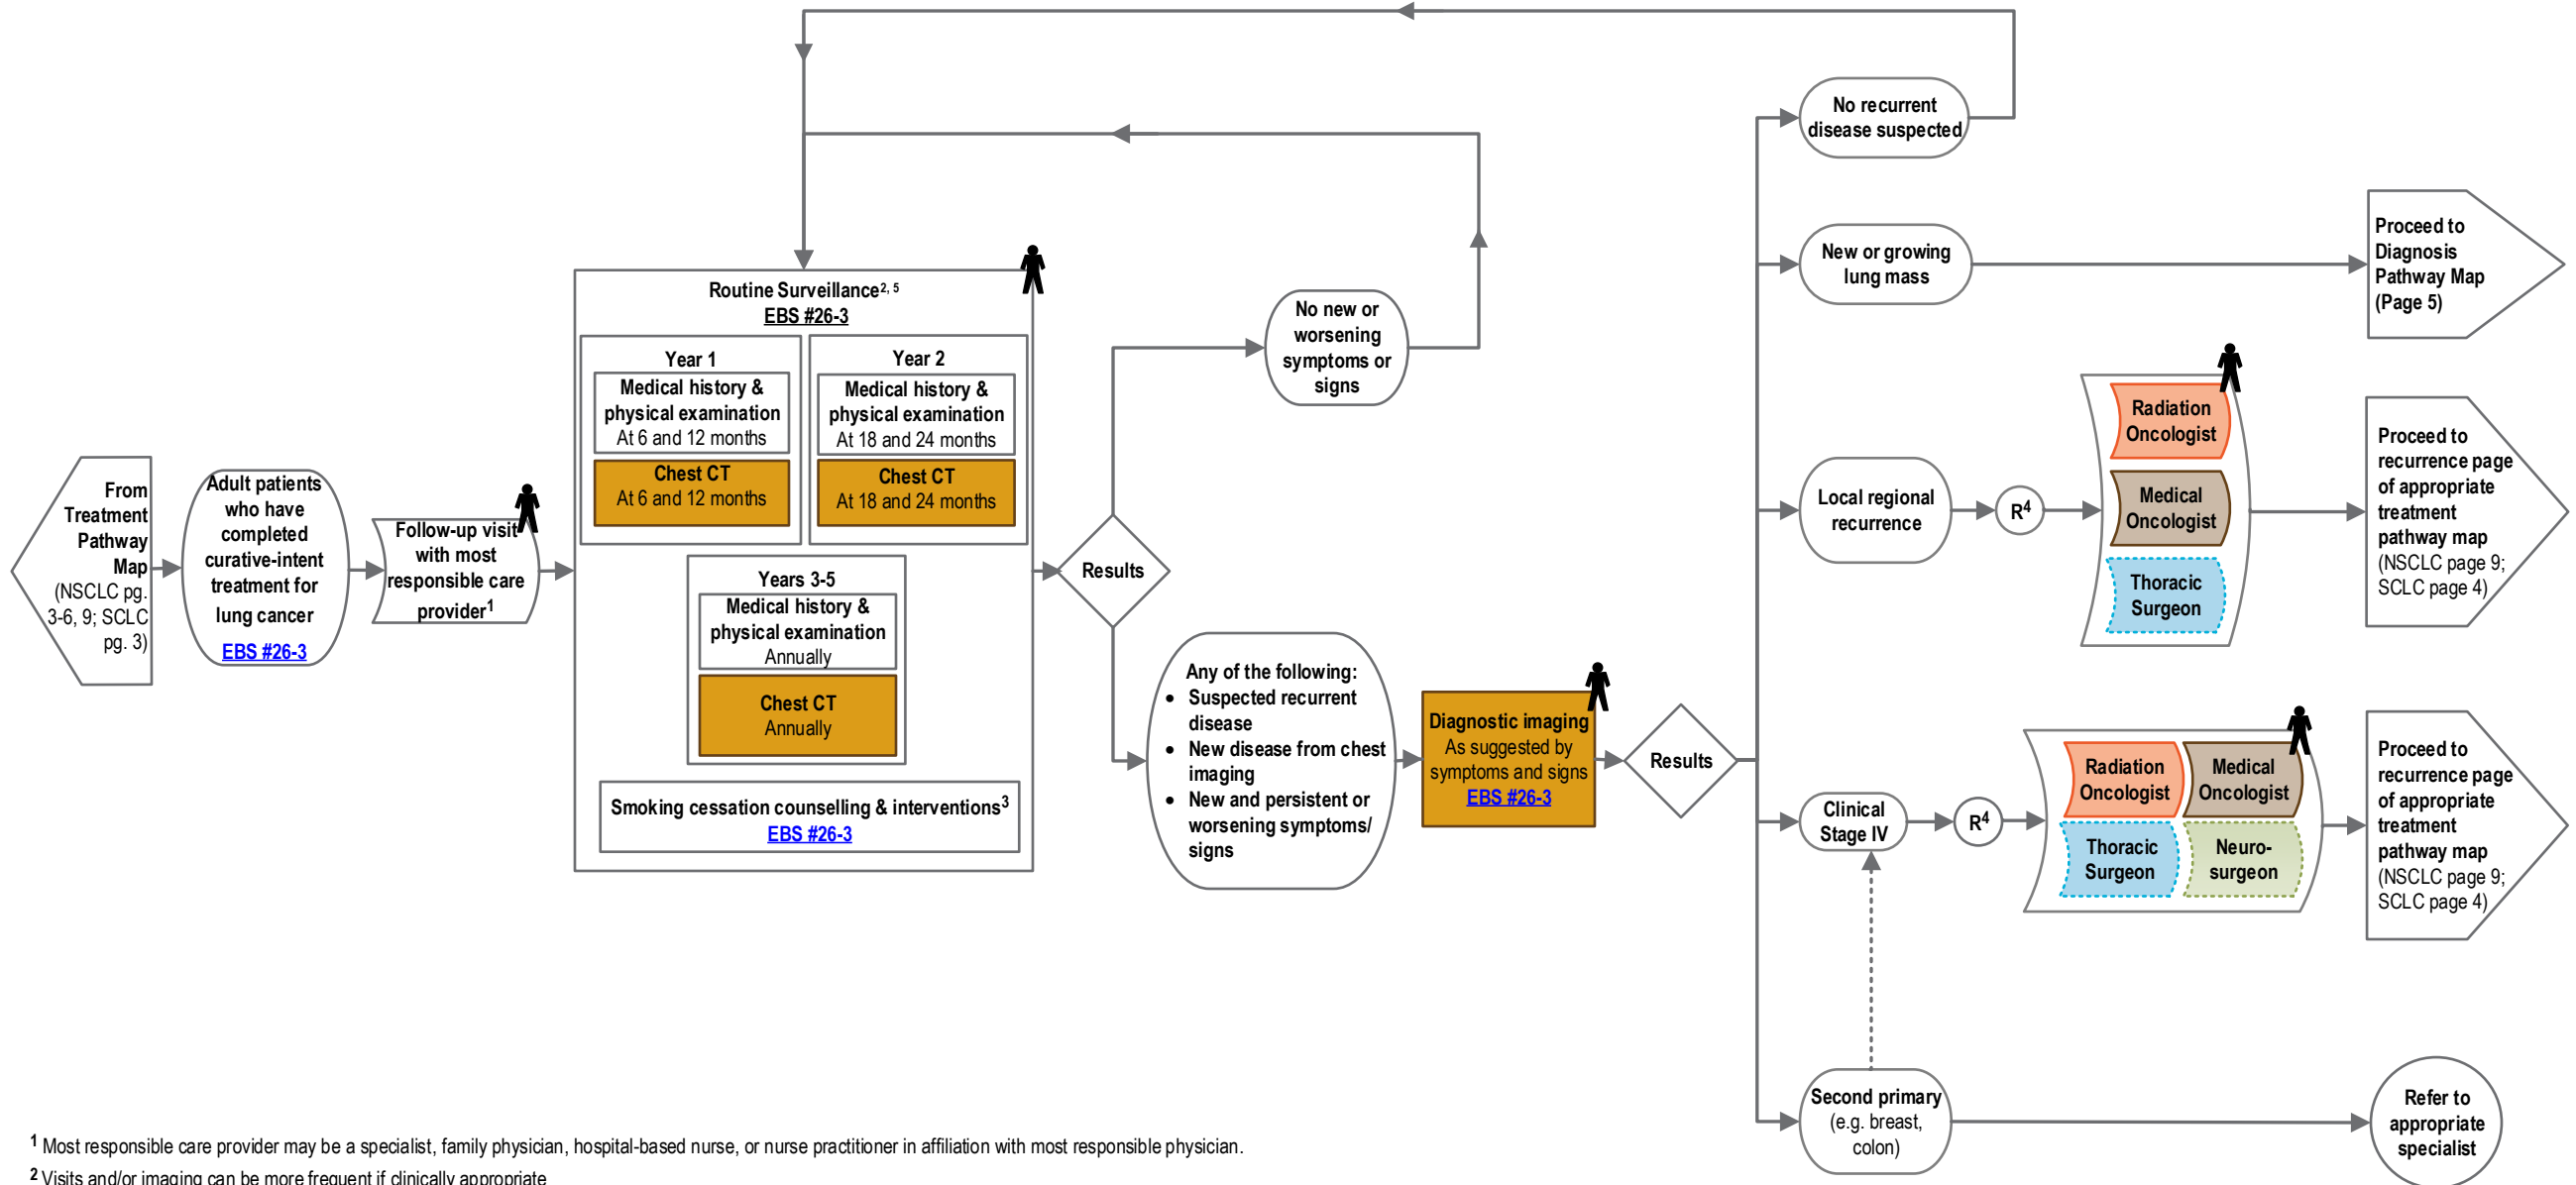 From
Treatment
Pathway
Map
(NSCLC pg.
3-6, 9; SCLC
pg. 3)
Adult patients
who have
completed
curative-intent
treatment for
lung cancer
EBS #26-3
Follow-up visit
with most
responsible care
provider¹
Routine Surveillance²,⁵
EBS #26-3
Year 1
Medical history &
physical examination
At 6 and 12 months
Chest CT
At 6 and 12 months
Year 2
Medical history &
physical examination
At 18 and 24 months
Chest CT
At 18 and 24 months
Years 3-5
Medical history &
physical examination
Annually
Chest CT
Annually
Smoking cessation counselling & interventions³
EBS #26-3
Results
No new or
worsening
symptoms or
signs
Any of the following:
• Suspected recurrent
disease
• New disease from chest
imaging
• New and persistent or
worsening symptoms/
signs
Diagnostic imaging
As suggested by
symptoms and signs
EBS #26-3
Results
No recurrent
disease suspected
New or growing
lung mass
Proceed to
Diagnosis
Pathway Map
(Page 5)
Local regional
recurrence
R⁴
Radiation
Oncologist
Medical
Oncologist
Thoracic
Surgeon
Proceed to
recurrence page
of appropriate
treatment
pathway map
(NSCLC page 9;
SCLC page 4)
Clinical
Stage IV
R⁴
Radiation
Oncologist
Medical
Oncologist
Thoracic
Surgeon
Neuro-
surgeon
Proceed to
recurrence page
of appropriate
treatment
pathway map
(NSCLC page 9;
SCLC page 4)
Second primary
(e.g. breast,
colon)
Refer to
appropriate
specialist
¹ Most responsible care provider may be a specialist, family physician, hospital-based nurse, or nurse practitioner in affiliation with most responsible physician.
² Visits and/or imaging can be more frequent if clinically appropriate